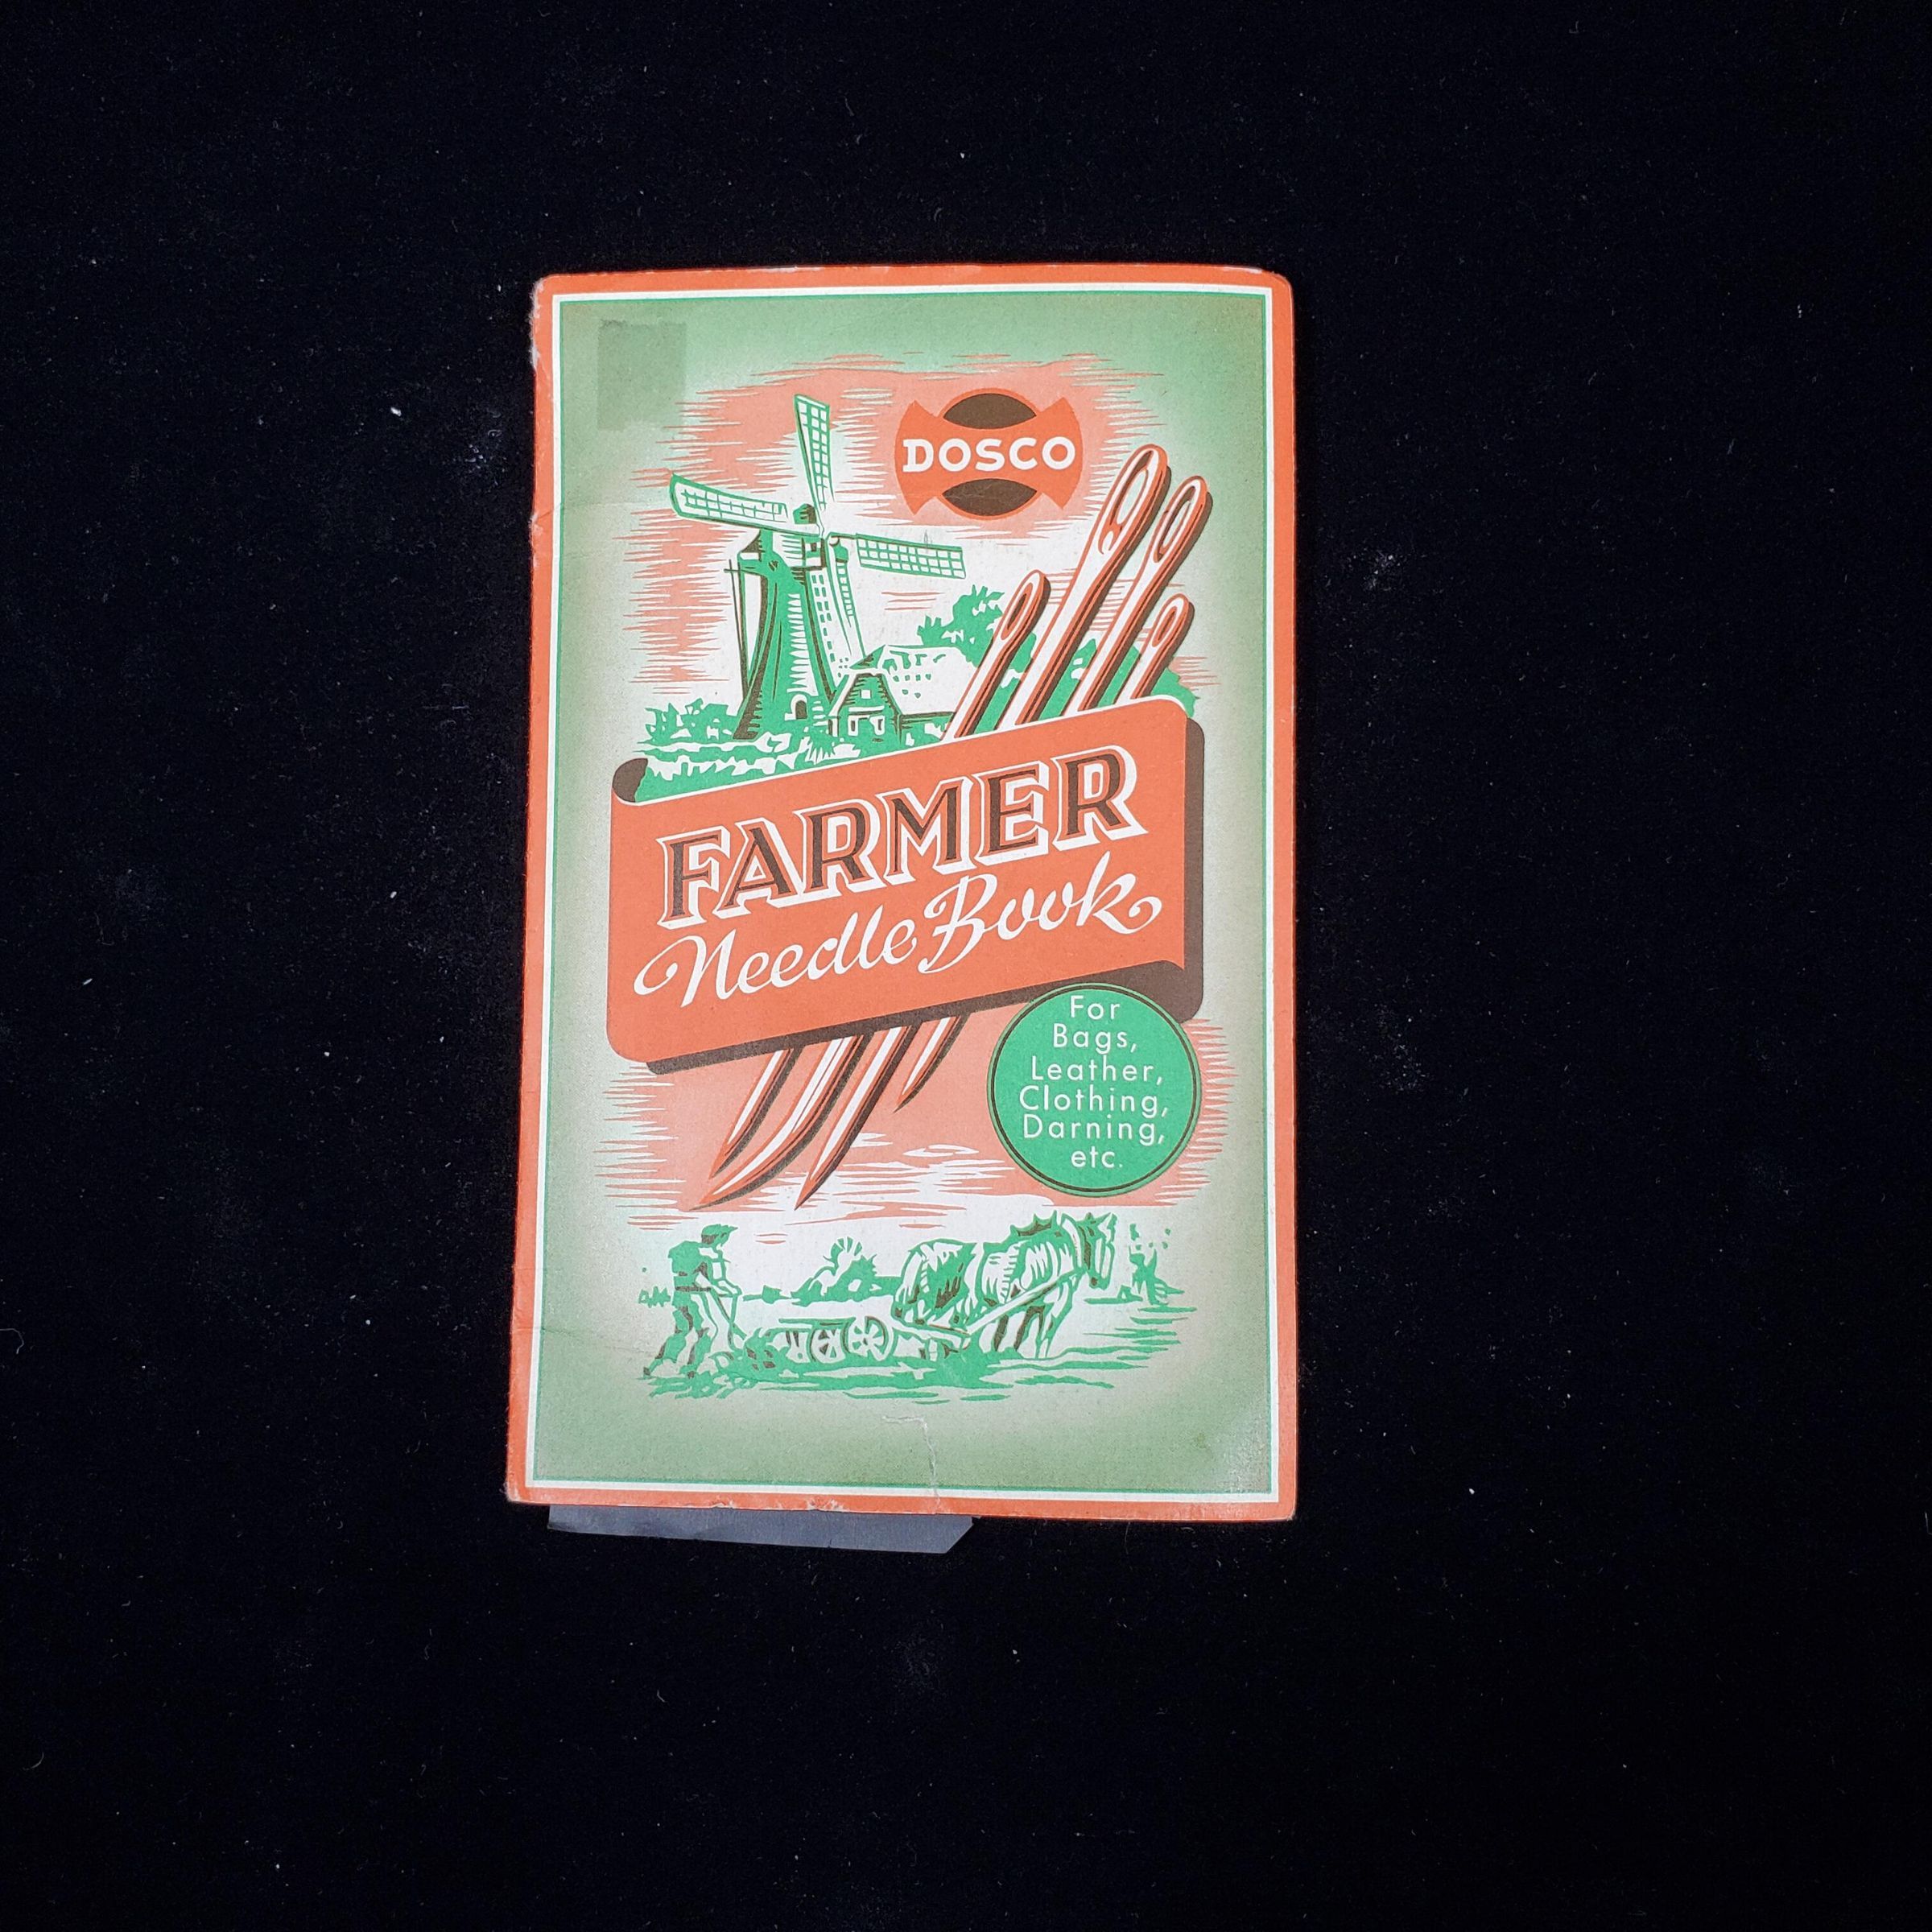 DOSCO
FARMER
Needle Book
For
Bags,
Leather,
Clothing,
Darning,
etc.